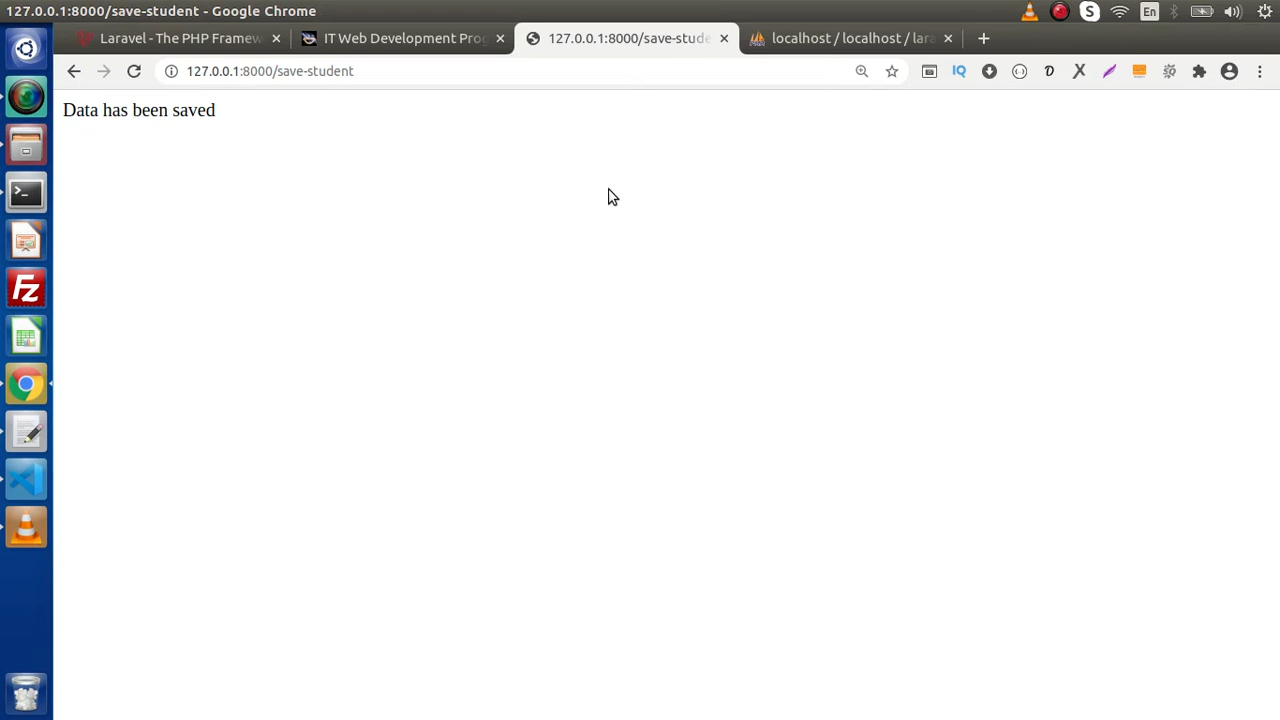 127.0.0.1:8000/save-student - Google Chrome
En
Laravel - The PHP Framew
IT Web Development Pro
127.0.0.1:8000/save-stude
localhost / localhost / lara
127.0.0.1:8000/save-student
IQ
Data has been saved